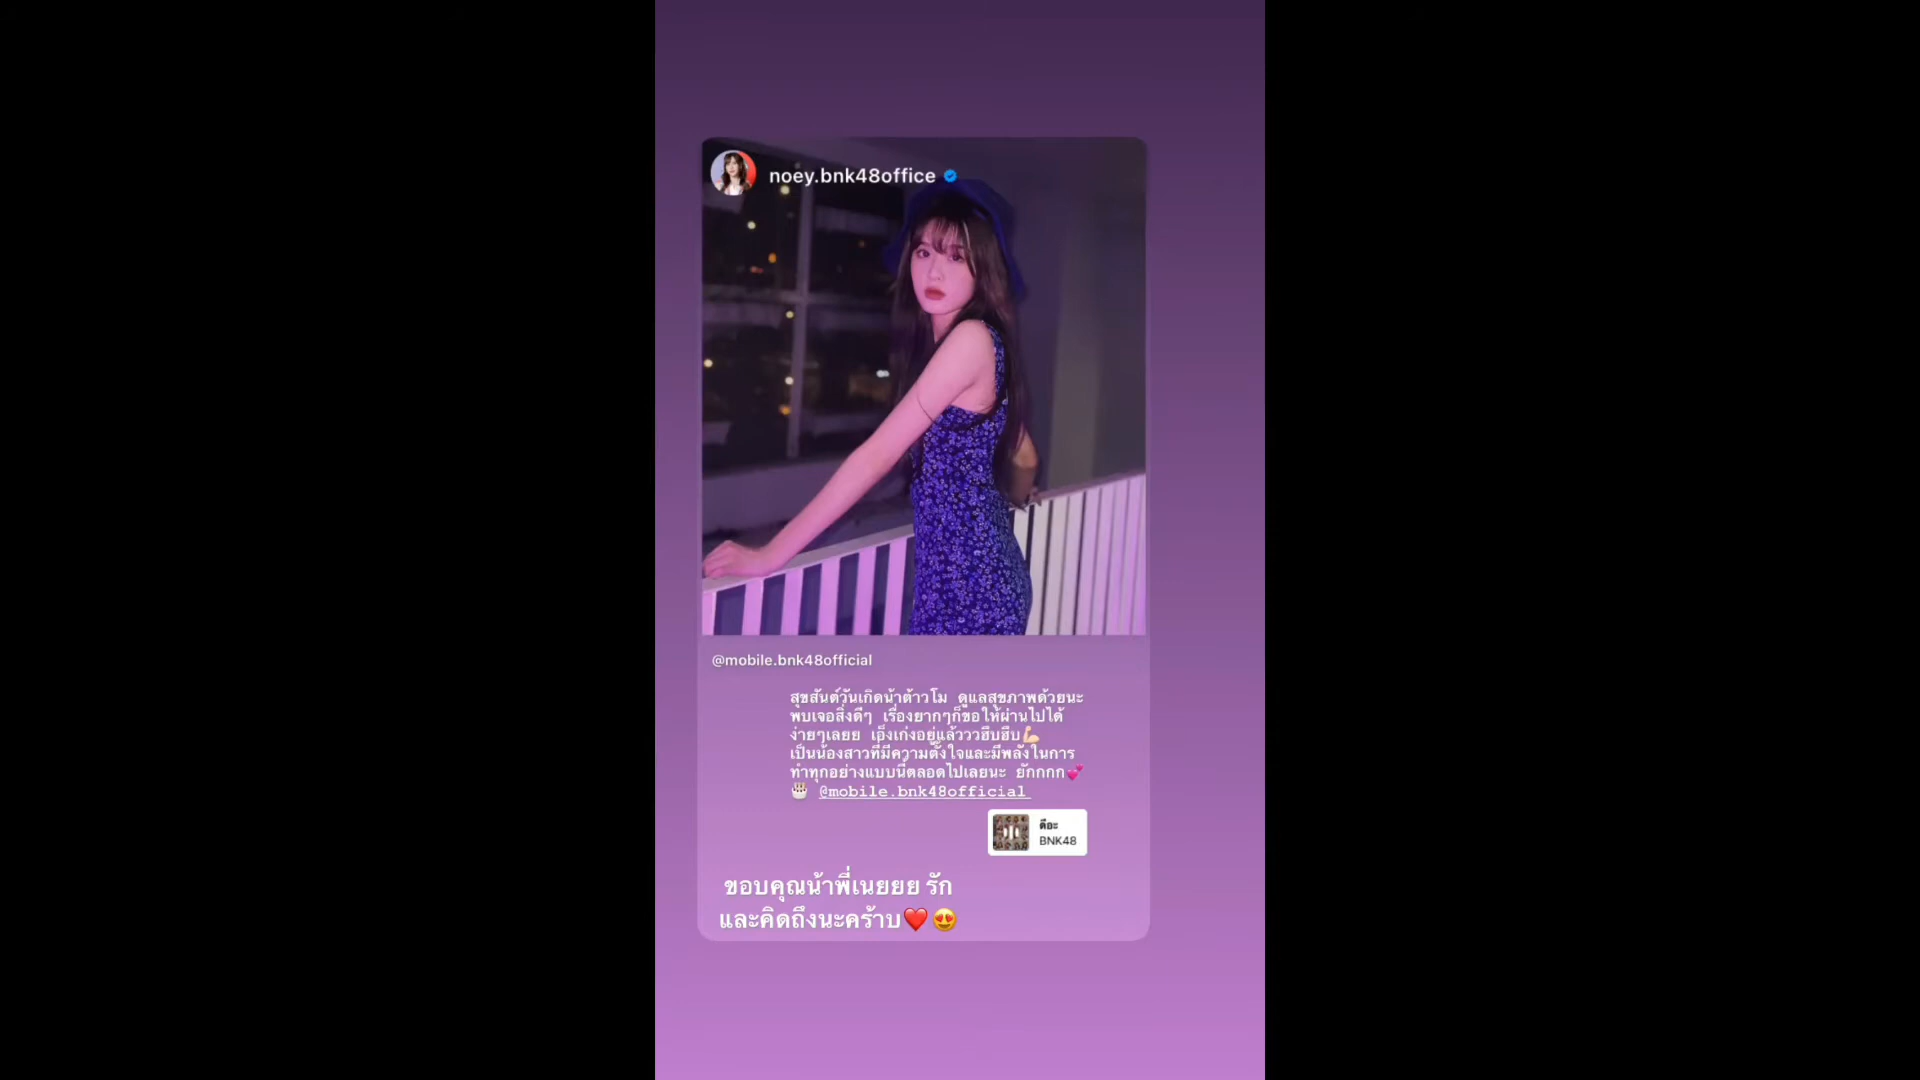 noey.bnk48office
@mobile.bnk48official
สุขสันต์วันเกิดน้าต้าวโม ดูแลสุขภาพด้วยนะ
พบเจอสิ่งดีๆ เรื่องยากๆก็ขอให้ผ่านไปได้
ง่ายๆเลยย เอ็งเก่งอยู่แล้วววฮึบฮึบ💪🏻
เป็นน้องสาวที่มีความตั้งใจและมีพลังในการ
ทำทุกอย่างแบบนี้ตลอดไปเลยนะ ยักกกก💕
🎂 @mobile.bnk48official
ดีอะ
BNK48
ขอบคุณน้าพี่เนยยย รัก
และคิดถึงนะคร้าบ❤️😍